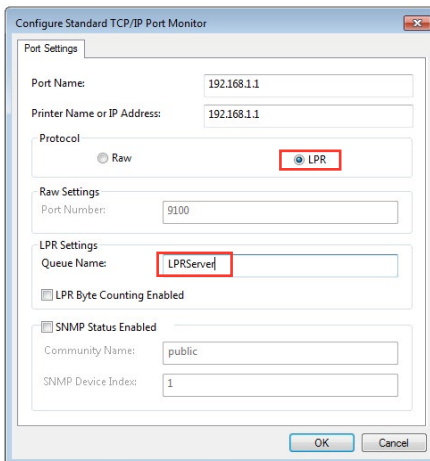 Configure Standard TCP/IP Port Monitor
Port Settings
Port Name: 192.168.1.1
Printer Name or IP Address: 192.168.1.1
Protocol
Raw LPR
Raw Settings
Port Number: 9100
LPR Settings
Queue Name: LPRServer
LPR Byte Counting Enabled
SNMP Status Enabled
Community Name: public
SNMP Device Index: 1
OK Cancel